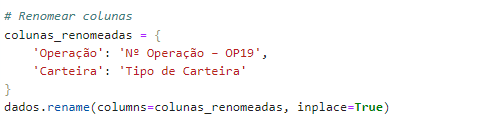 # Renomear colunas
colunas_renomeadas = {
    'Operação': 'Nº Operação – OP19',
    'Carteira': 'Tipo de Carteira'
}
dados.rename(columns=colunas_renomeadas, inplace=True)